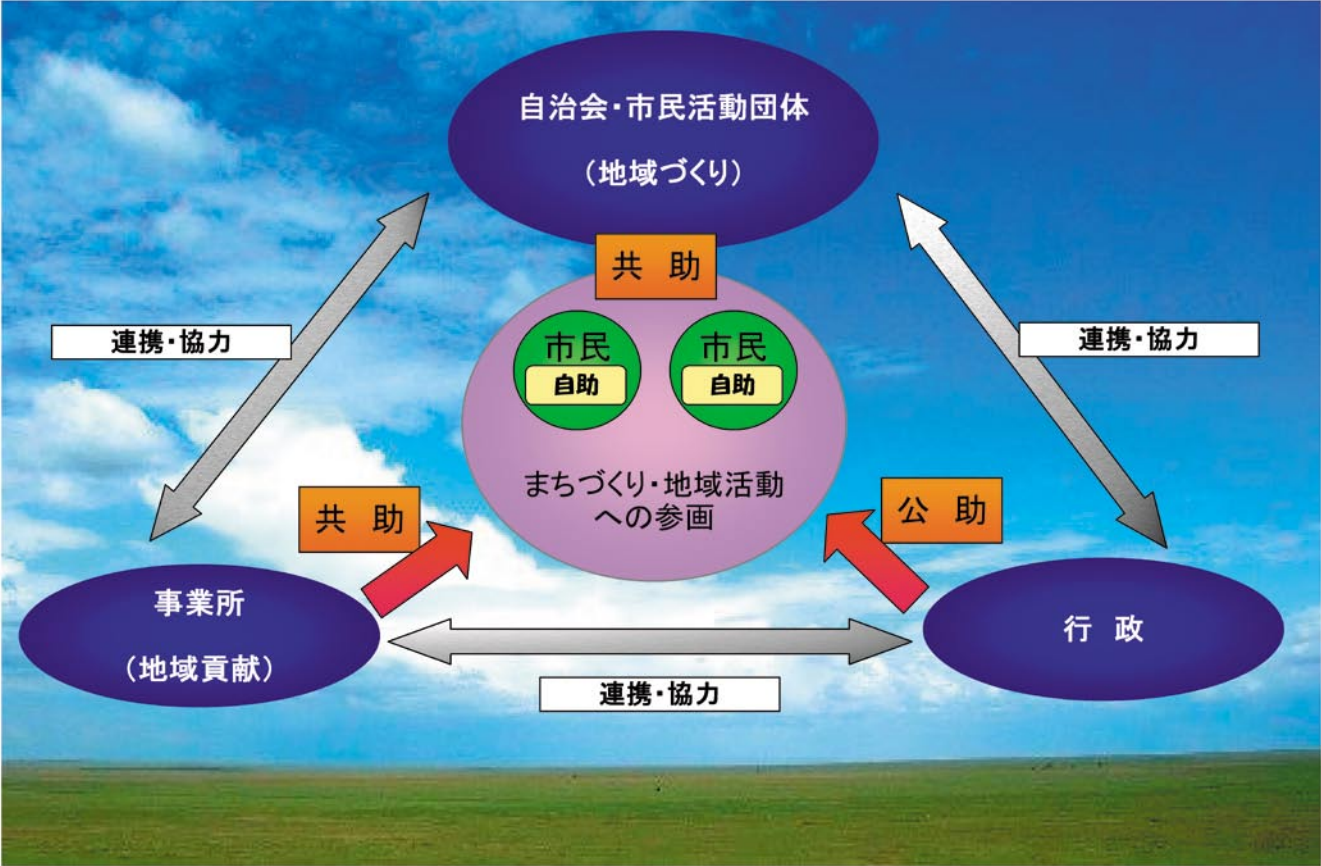 自治会・市民活動団体
（地域づくり）
共 助
市民
自助
市民
自助
連携・協力
連携・協力
まちづくり・地域活動
への参画
共 助
公 助
事業所
（地域貢献）
行 政
連携・協力